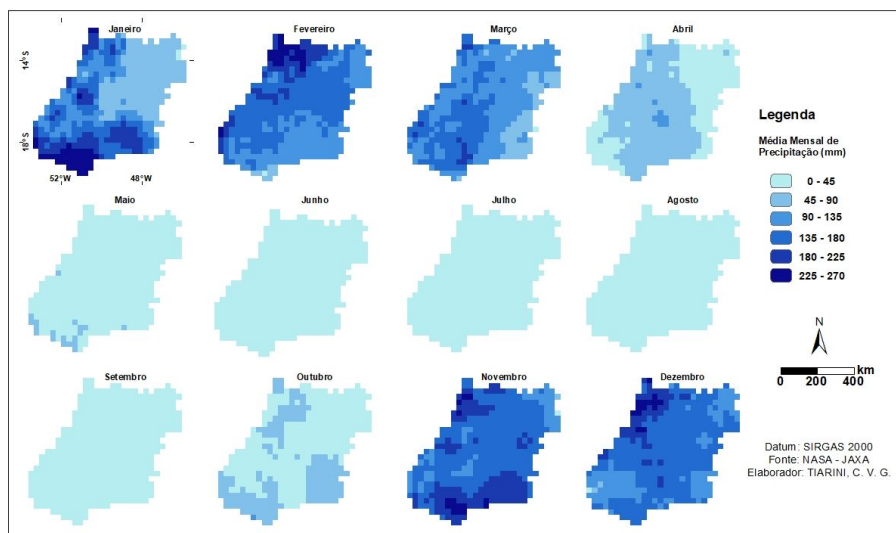 Janeiro
Fevereiro
Março
Abril
14°S
18°S
52°W
48°W
Maio
Junho
Julho
Agosto
Setembro
Outubro
Novembro
Dezembro
Legenda
Média Mensal de
Precipitação (mm)
0 - 45
45 - 90
90 - 135
135 - 180
180 - 225
225 - 270
N
km
0 200 400
Datum: SIRGAS 2000
Fonte: NASA - JAXA
Elaborador: TIARINI, C. V. G.